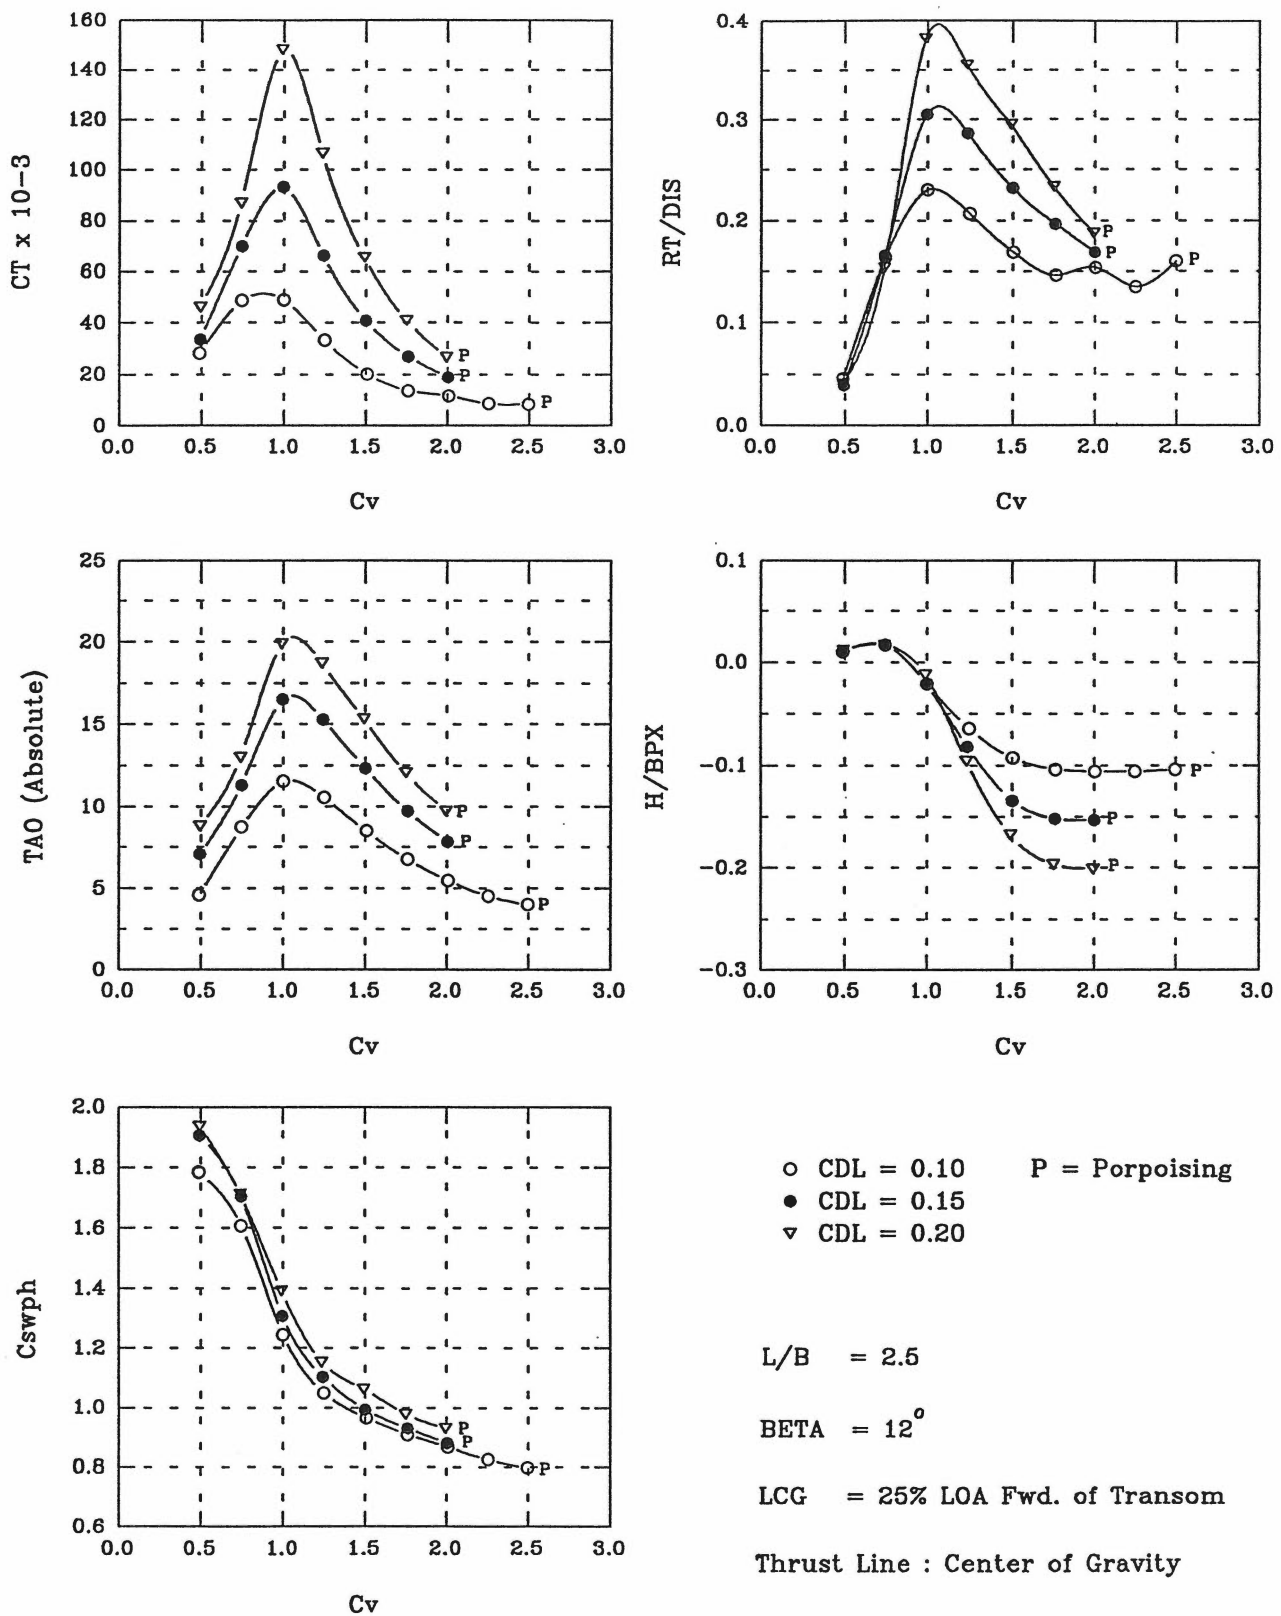 160
140
120
100
80
60
40
20
0
CT x 10-3
P
P
P
0.0 0.5 1.0 1.5 2.0 2.5 3.0
Cv
0.4
0.3
0.2
0.1
0.0
RT/DIS
P
P
P
0.0 0.5 1.0 1.5 2.0 2.5 3.0
Cv
25
20
15
10
5
0
TAO (Absolute)
P
P
P
0.0 0.5 1.0 1.5 2.0 2.5 3.0
Cv
0.1
0.0
-0.1
-0.2
-0.3
H/BPX
P
P
P
0.0 0.5 1.0 1.5 2.0 2.5 3.0
Cv
2.0
1.8
1.6
1.4
1.2
1.0
0.8
0.6
Cswph
P
P
P
0.0 0.5 1.0 1.5 2.0 2.5 3.0
Cv
CDL = 0.10 P = Porpoising
CDL = 0.15
CDL = 0.20
L/B = 2.5
BETA = 12°
LCG = 25% LOA Fwd. of Transom
Thrust Line : Center of Gravity